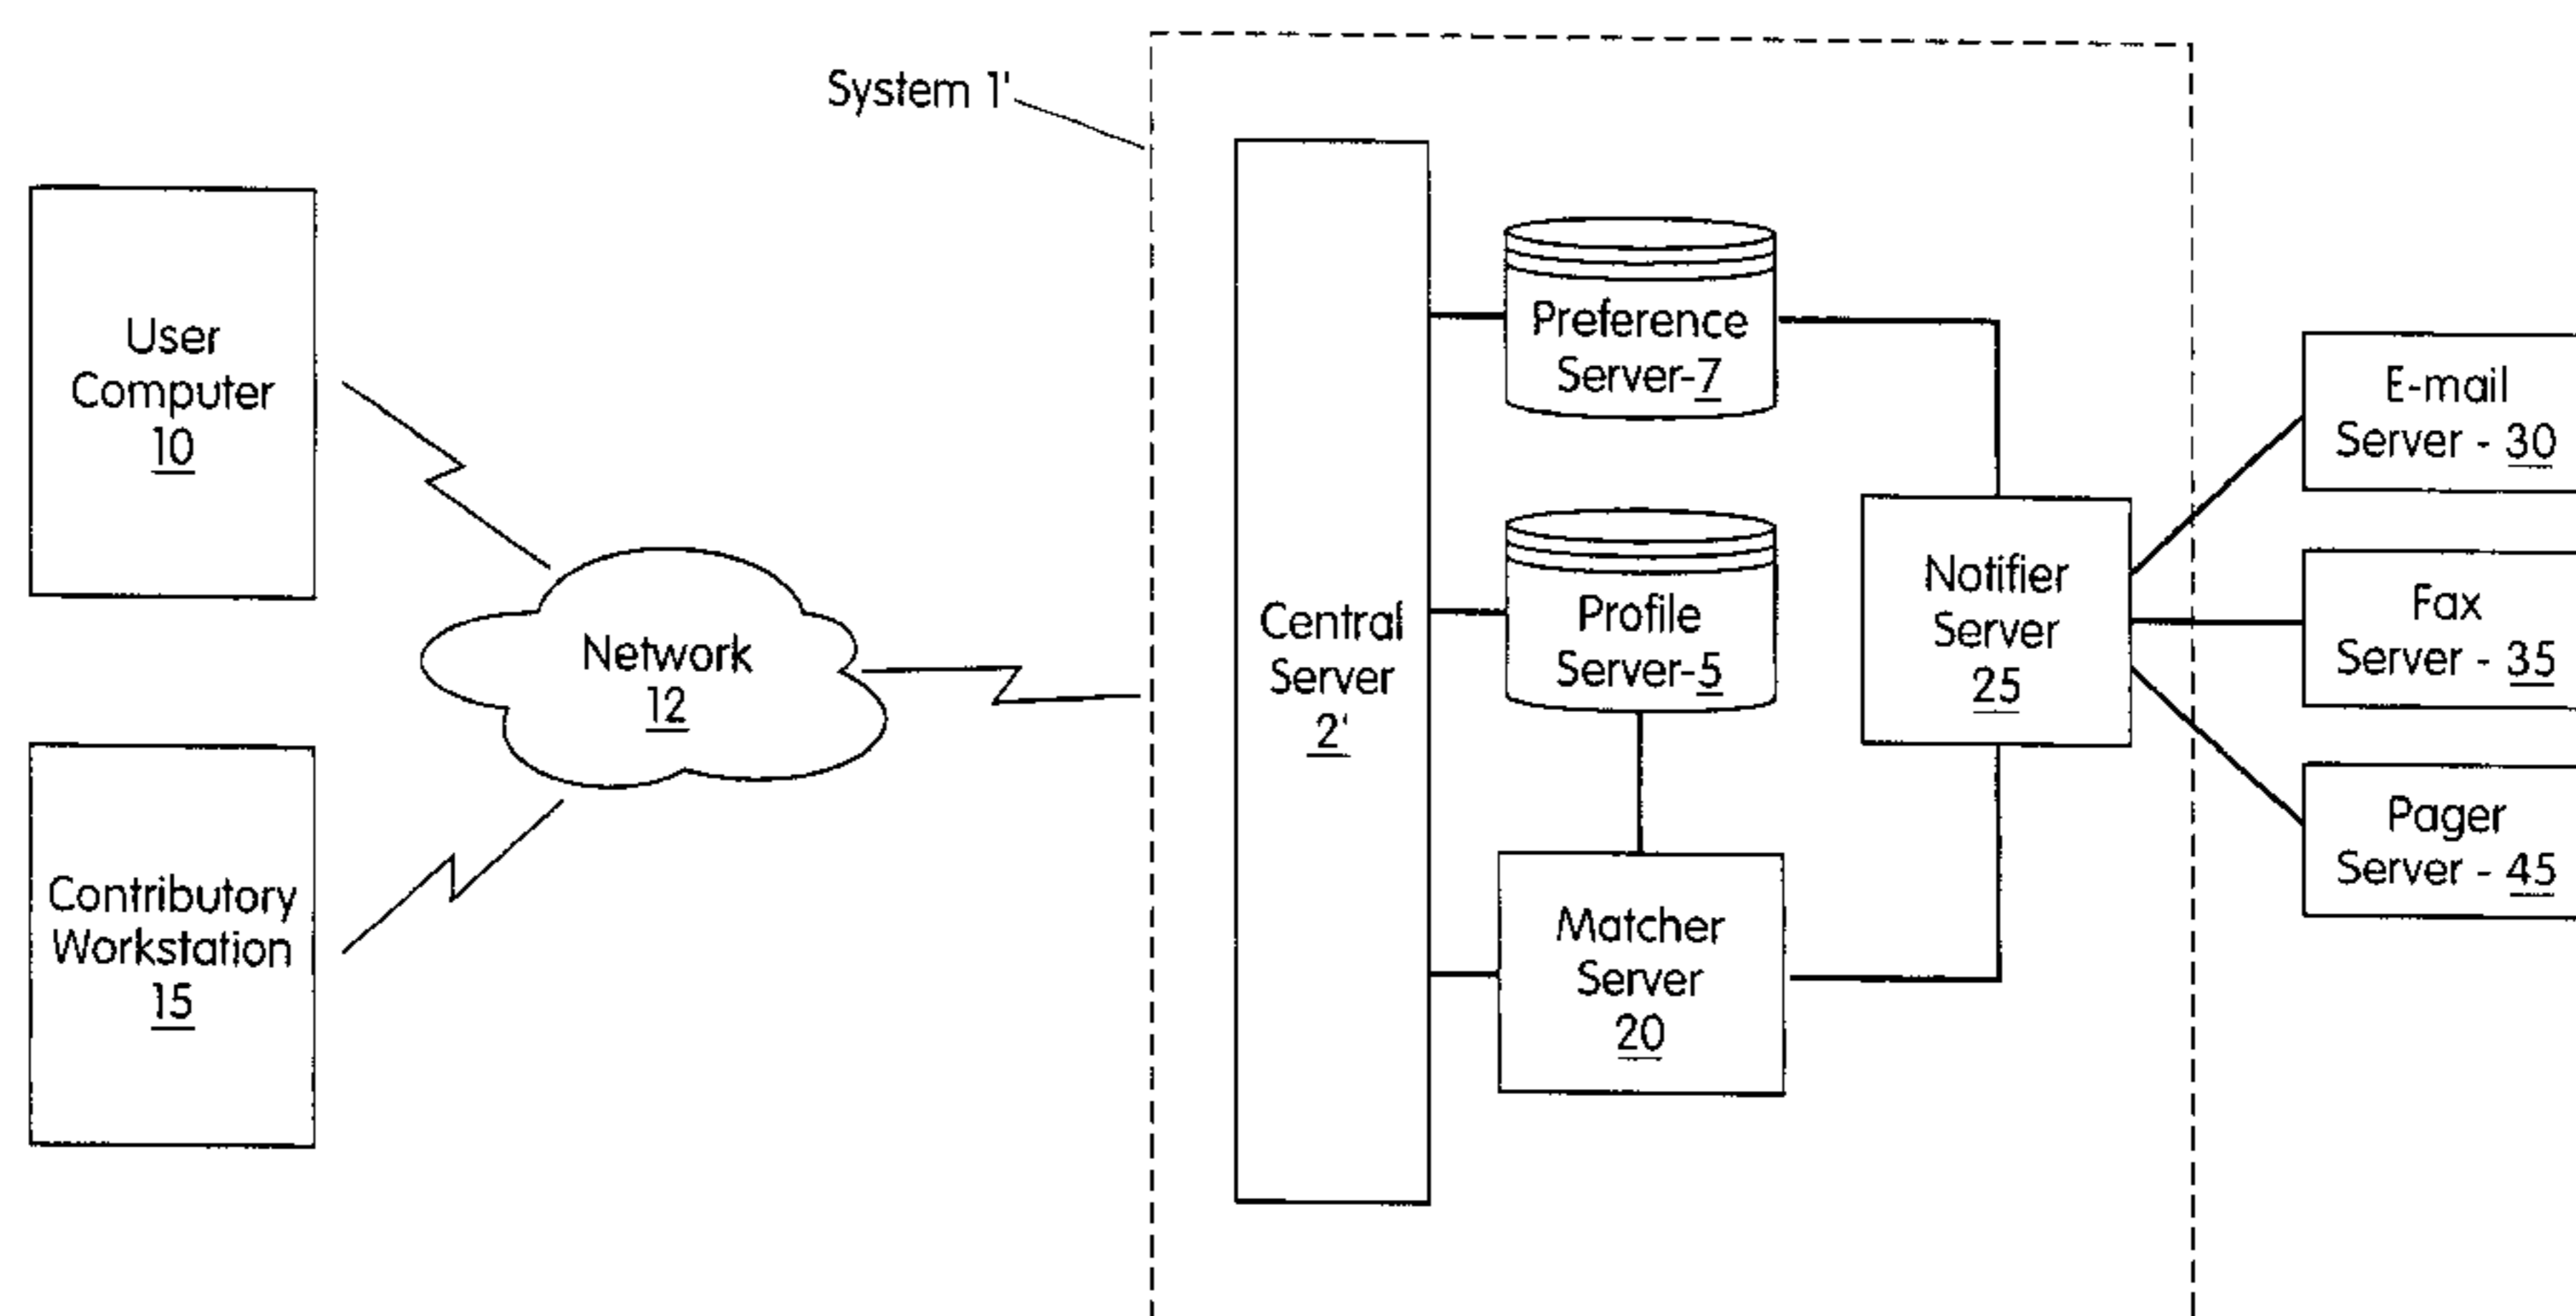 System 1'
User
Computer
10
Network
12
Contributory
Workstation
15
Central
Server
2'
Preference
Server-7
Profile
Server-5
Matcher
Server
20
Notifier
Server
25
E-mail
Server - 30
Fax
Server - 35
Pager
Server - 45